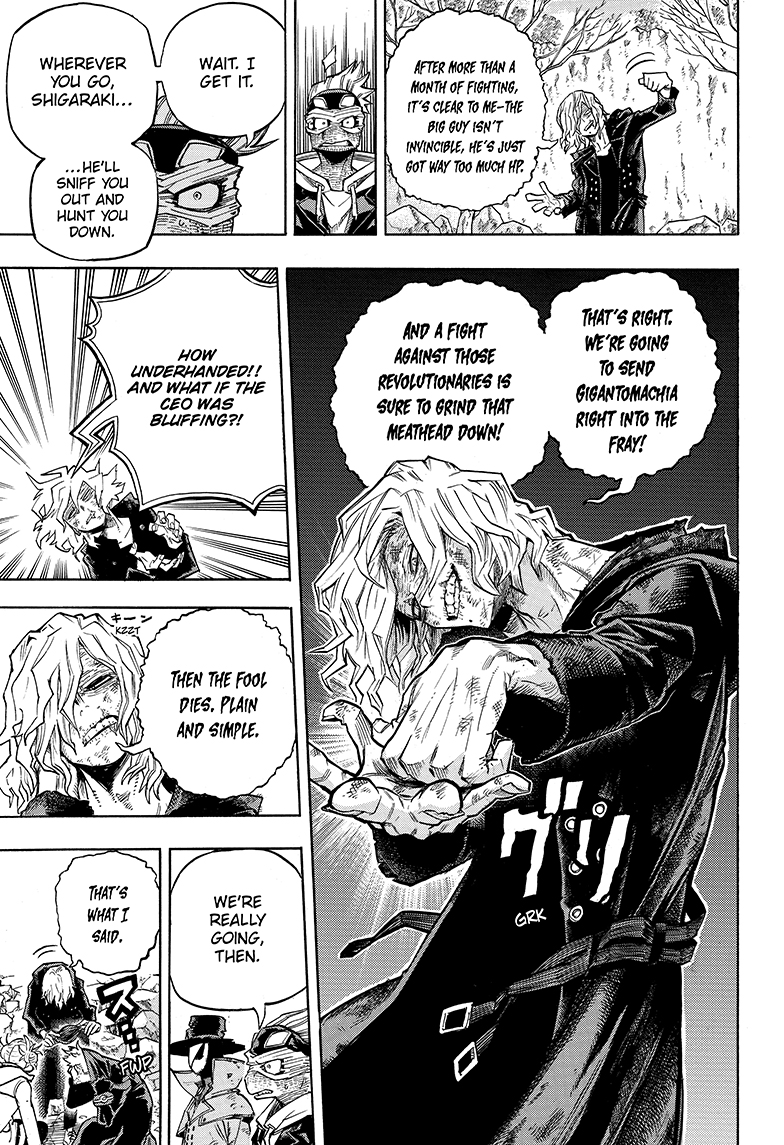 AFTER MORE THAN A
MONTH OF FIGHTING,
IT'S CLEAR TO ME–THE
BIG GUY ISN'T
INVINCIBLE, HE'S JUST
GOT WAY TOO MUCH HP.
WAIT. I
GET IT.
WHEREVER
YOU GO,
SHIGARAKI...
...HE'LL
SNIFF YOU
OUT AND
HUNT YOU
DOWN.
THAT'S RIGHT.
WE'RE GOING
TO SEND
GIGANTOMACHIA
RIGHT INTO THE
FRAY!
AND A FIGHT
AGAINST THOSE
REVOLUTIONARIES IS
SURE TO GRIND THAT
MEATHEAD DOWN!
グリ
GRK
HOW
UNDERHANDED!!
AND WHAT IF THE
CEO WAS
BLUFFING?!
キーン
KZZT
THEN THE FOOL
DIES. PLAIN
AND SIMPLE.
WE'RE
REALLY
GOING,
THEN.
THAT'S
WHAT I
SAID.
ス...
FWP